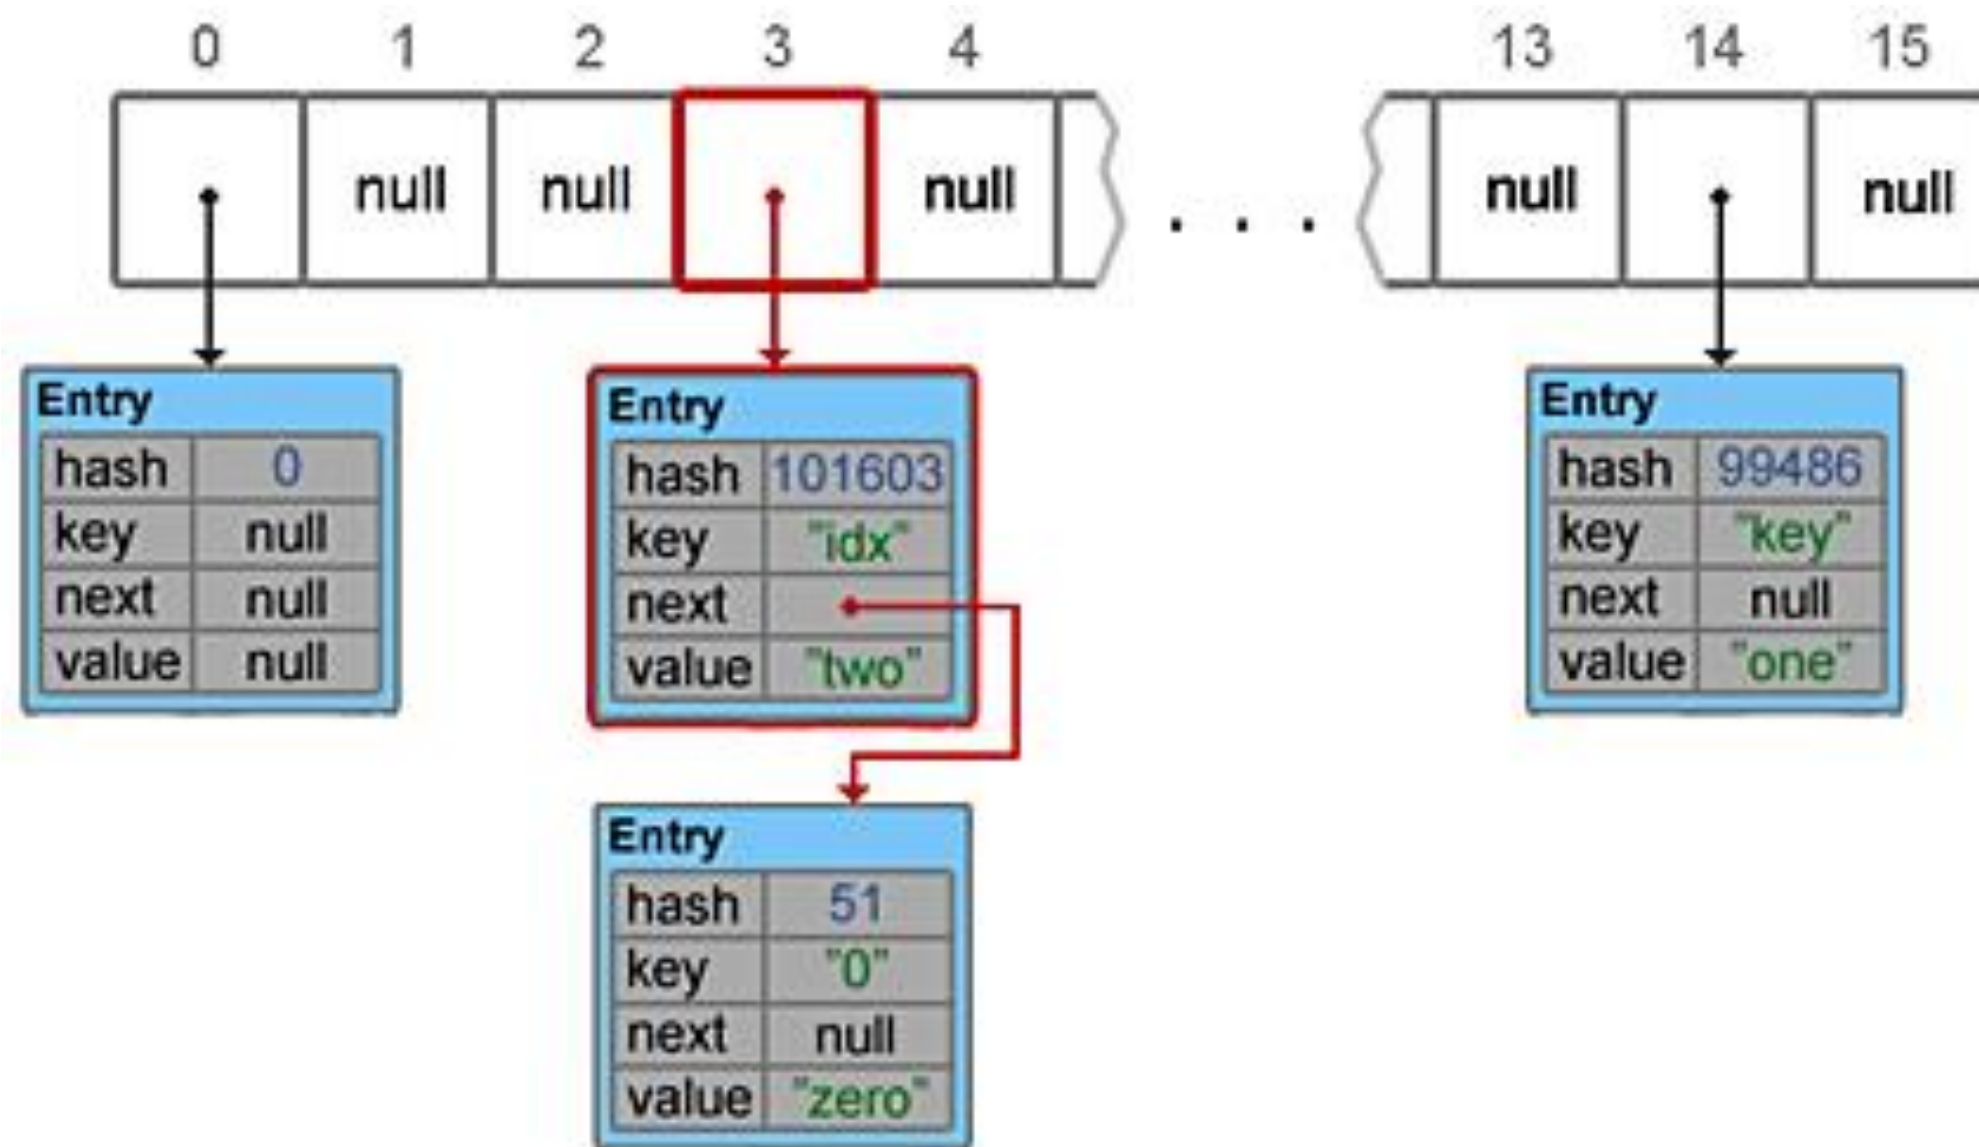 0 1 2 3 4 13 14 15
null null null . . . null null
Entry
hash 0
key null
next null
value null
Entry
hash 101603
key "idx"
next
value "two"
Entry
hash 99486
key "key"
next null
value "one"
Entry
hash 51
key "0"
next null
value "zero"